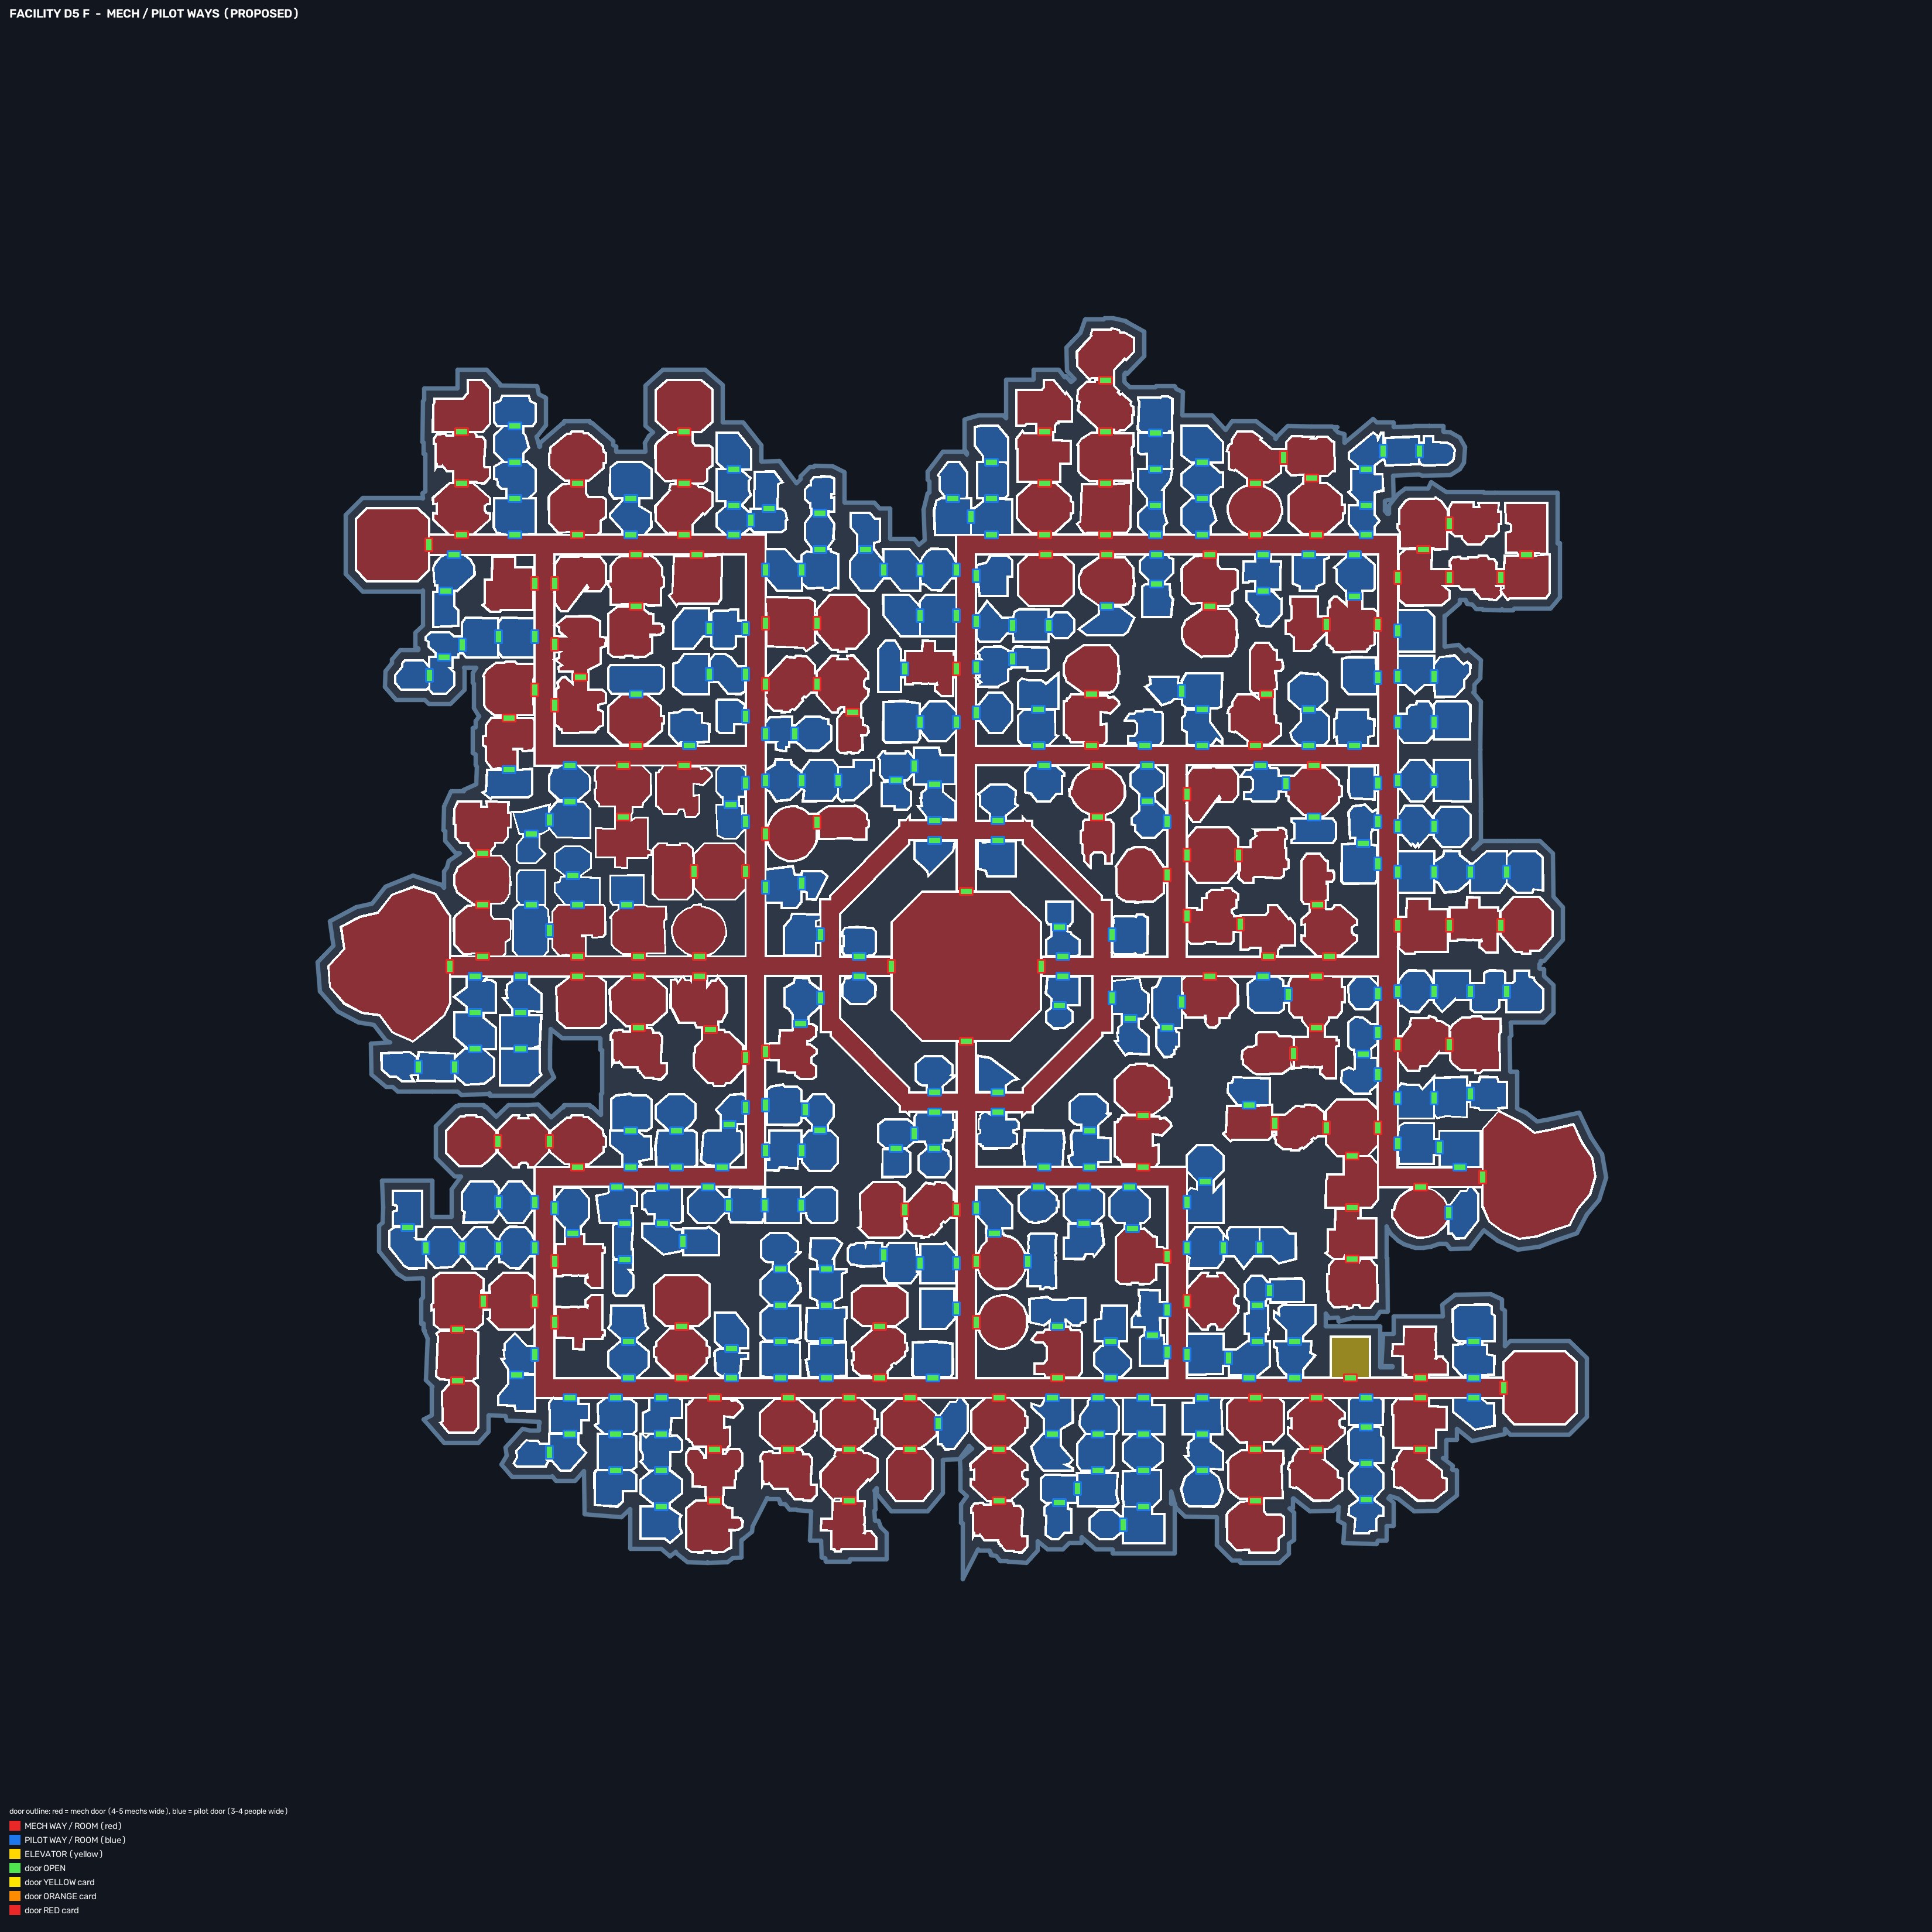 FACILITY D5 F - MECH / PILOT WAYS (PROPOSED)
door outline: red = mech door (4-5 mechs wide), blue = pilot door (3-4 people wide)
MECH WAY / ROOM (red)
PILOT WAY / ROOM (blue)
ELEVATOR (yellow)
door OPEN
door YELLOW card
door ORANGE card
door RED card